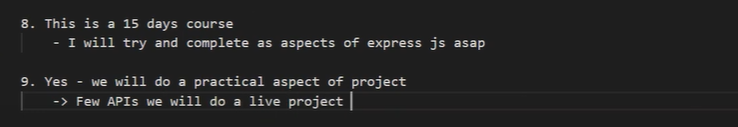 8. This is a 15 days course
- I will try and complete as aspects of express js asap
9. Yes - we will do a practical aspect of project
-> Few APIs we will do a live project